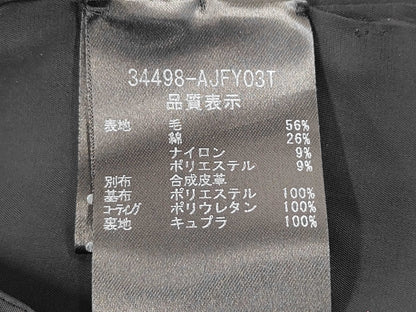 34498-AJFY03T
品質表示
表地 毛 56%
綿 26%
ナイロン 9%
ポリエステル 9%
別布 合成皮革
基布 ポリエステル 100%
コーティング ポリウレタン 100%
裏地 キュプラ 100%